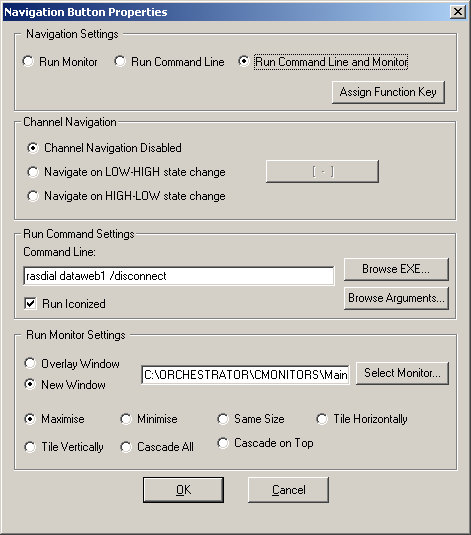 Navigation Button Properties
Navigation Settings
Run Monitor
Run Command Line
Run Command Line and Monitor
Assign Function Key
Channel Navigation
Channel Navigation Disabled
Navigate on LOW-HIGH state change
[ - ]
Navigate on HIGH-LOW state change
Run Command Settings
Command Line:
rasdial dataweb1 /disconnect
Browse EXE...
Run Iconized
Browse Arguments...
Run Monitor Settings
Overlay Window
New Window
C:\ORCHESTRATOR\CMONITORS\Main
Select Monitor...
Maximise
Minimise
Same Size
Tile Horizontally
Tile Vertically
Cascade All
Cascade on Top
OK
Cancel